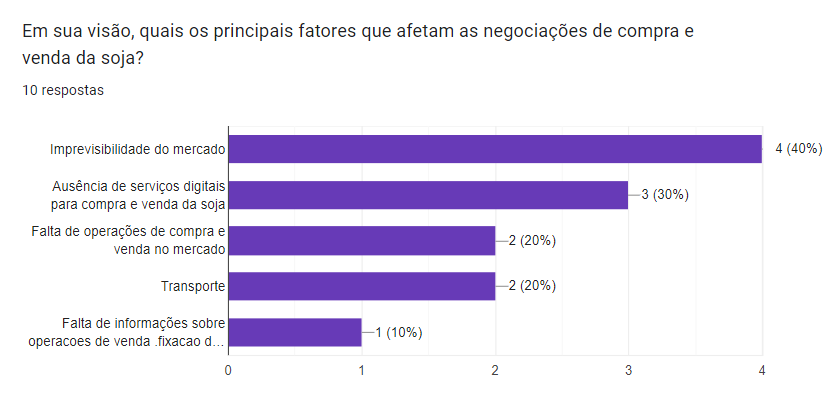 Em sua visão, quais os principais fatores que afetam as negociações de compra e
venda da soja?
10 respostas
Imprevisibilidade do mercado
4 (40%)
Ausência de serviços digitais
para compra e venda da soja
3 (30%)
Falta de operações de compra e
venda no mercado
2 (20%)
Transporte
2 (20%)
Falta de informações sobre
operacoes de venda .fixacao d...
1 (10%)
0 1 2 3 4